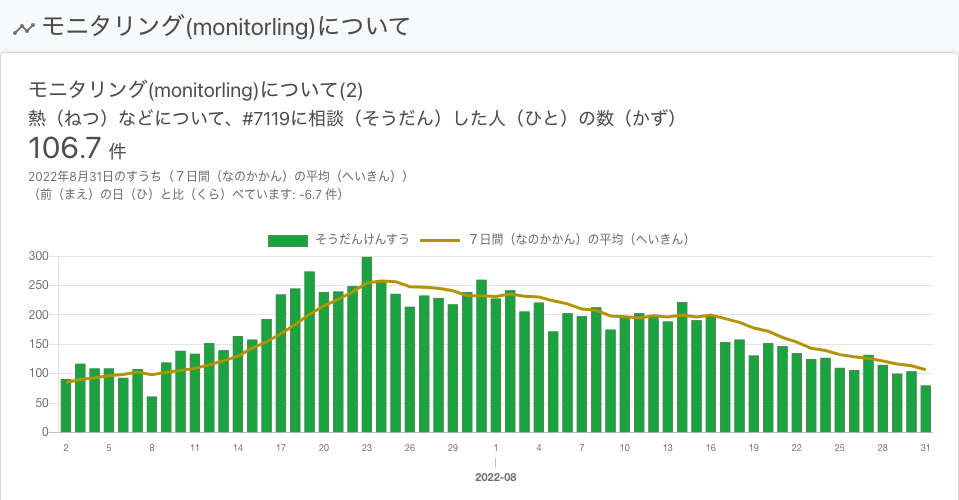 モニタリング(monitorling)について
モニタリング(monitorling)について(2)
熱（ねつ）などについて、#7119に相談（そうだん）した人（ひと）の数（かず）
106.7 件
2022年8月31日のすうち（７日間（なのかかん）の平均（へいきん））
（前（まえ）の日（ひ）と比（くら）べています: -6.7 件）
そうだんけんすう ７日間（なのかかん）の平均（へいきん）
300
250
200
150
100
50
0
2 5 8 11 14 17 20 23 26 29 1 4 7 10 13 16 19 22 25 28 31
2022-08